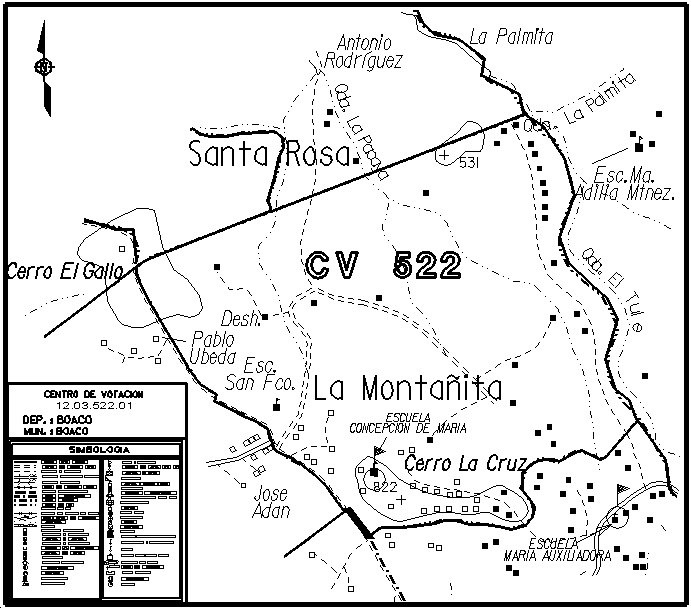 La Palmita
Antonio
Rodríguez
Qda. La Pacaya
Qda. La Palmita
Santa Rosa
531
Esc.Ma.
Adilia Mtnez.
Cerro El Gallo
CV 522
Qda. El Tule
Desh.
Pablo
Ubeda
Esc.
San Fco.
La Montañita
CENTRO DE VOTACION
12.03.522.01
DEP. : BOACO
MUN. : BOACO
ESCUELA
CONCEPCION DE MARIA
SIMBOLOGIA
Cerro La Cruz
822
Jose
Adan
ESCUELA
MARIA AUXILIADORA